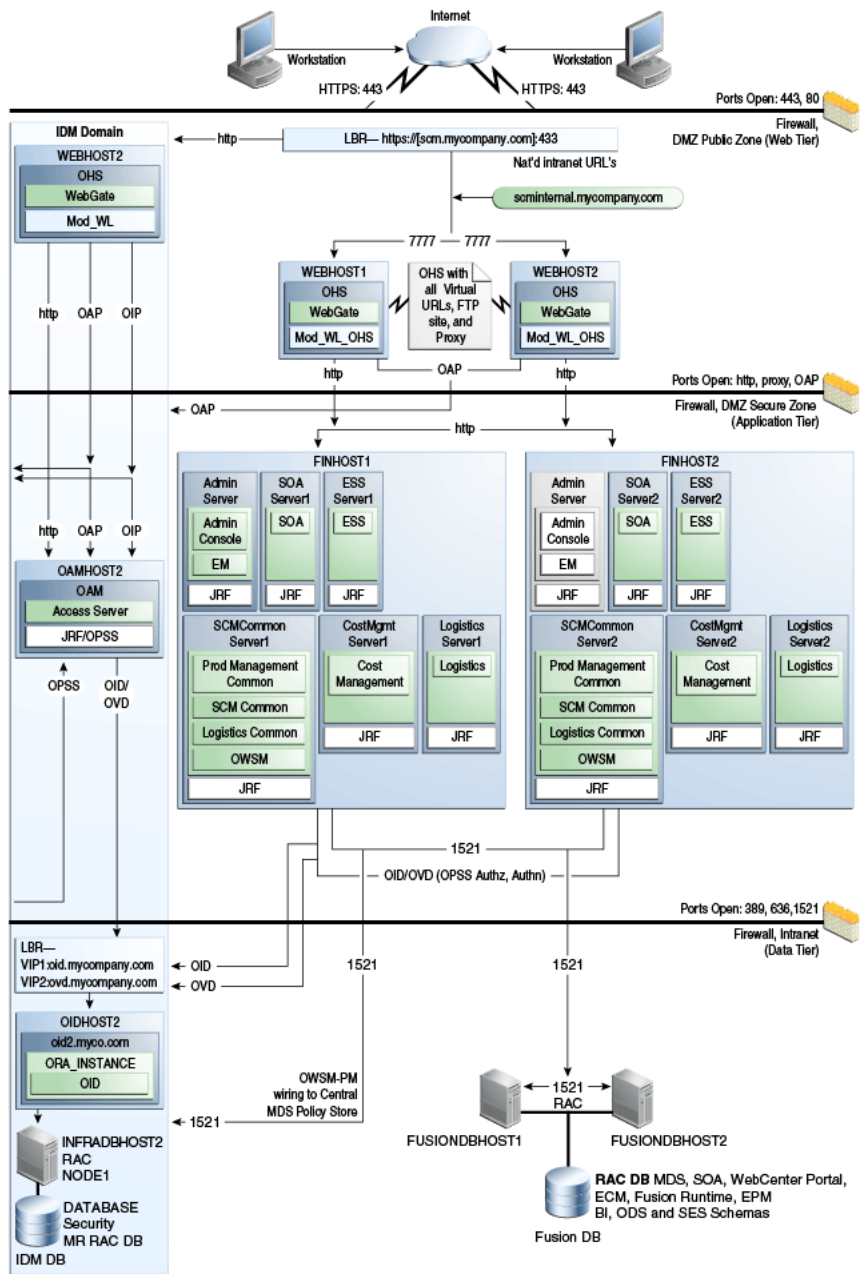 Internet
Workstation
Workstation
HTTPS: 443
HTTPS: 443
Ports Open: 443, 80
Firewall,
DMZ Public Zone (Web Tier)
IDM Domain
http
LBR— https://[scm.mycompany.com]:433
Nat'd intranet URL's
scminternal.mycompany.com
WEBHOST2
OHS
WebGate
Mod_WL
http
OAP
OIP
7777
7777
WEBHOST1
OHS
WebGate
Mod_WL_OHS
OHS with
all Virtual
URLs, FTP
site, and
Proxy
WEBHOST2
OHS
WebGate
Mod_WL_OHS
http
OAP
http
Ports Open: http, proxy, OAP
Firewall, DMZ Secure Zone
(Application Tier)
OAP
http
http
OAP
OIP
OAMHOST2
OAM
Access Server
JRF/OPSS
OPSS
OID/
OVD
FINHOST1
Admin
Server
Admin
Console
EM
JRF
SOA
Server1
SOA
JRF
ESS
Server1
ESS
JRF
SCMCommon
Server1
Prod Management
Common
SCM Common
Logistics Common
OWSM
JRF
CostMgmt
Server1
Cost
Management
JRF
Logistics
Server1
Logistics
JRF
FINHOST2
Admin
Server
Admin
Console
EM
JRF
SOA
Server2
SOA
JRF
ESS
Server2
ESS
JRF
SCMCommon
Server2
Prod Management
Common
SCM Common
Logistics Common
OWSM
JRF
CostMgmt
Server2
Cost
Management
JRF
Logistics
Server2
Logistics
JRF
1521
OID/OVD (OPSS Authz, Authn)
Ports Open: 389, 636,1521
Firewall, Intranet
(Data Tier)
LBR—
VIP1:oid.mycompany.com
VIP2:ovd.mycompany.com
OID
OVD
1521
1521
OIDHOST2
oid2.myco.com
ORA_INSTANCE
OID
OWSM-PM
wiring to Central
MDS Policy Store
1521
INFRADBHOST2
RAC
NODE1
DATABASE
Security
MR RAC DB
IDM DB
1521
RAC
FUSIONDBHOST1
FUSIONDBHOST2
RAC DB MDS, SOA, WebCenter Portal,
ECM, Fusion Runtime, EPM
BI, ODS and SES Schemas
Fusion DB